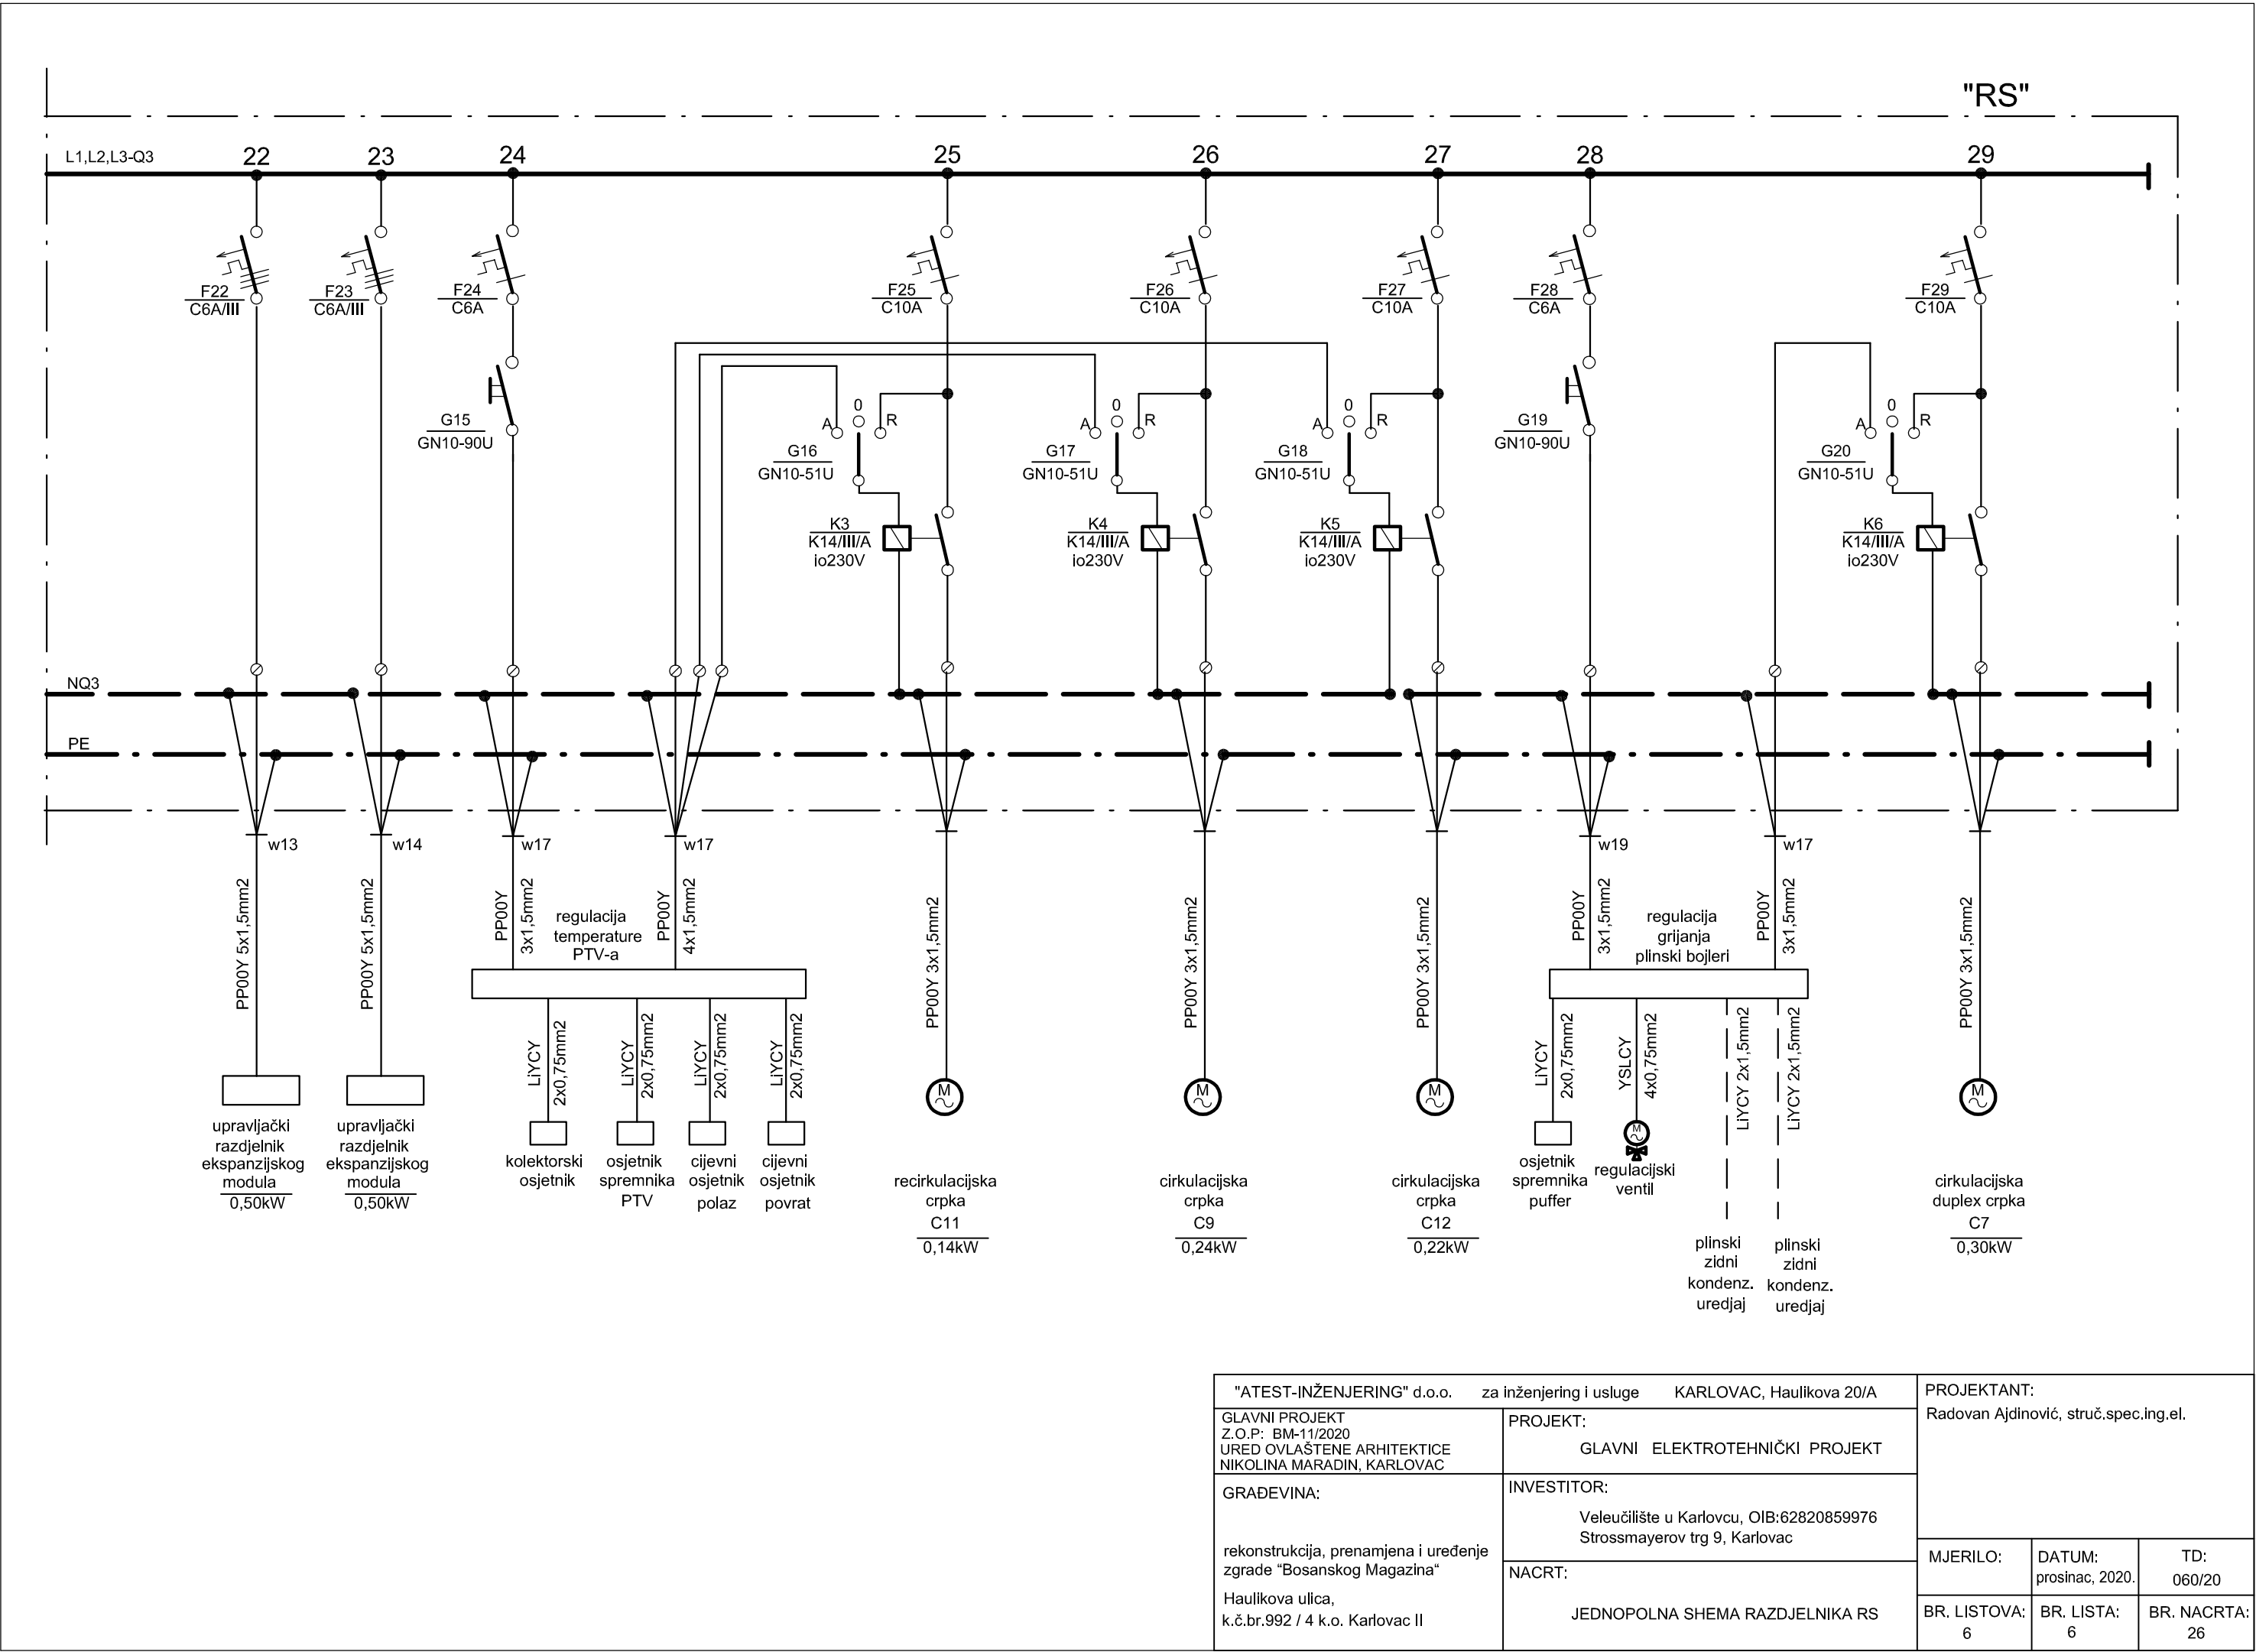 "RS"
L1,L2,L3-Q3
22
23
24
25
26
27
28
29
F22
C6A/III
F23
C6A/III
F24
C6A
F25
C10A
F26
C10A
F27
C10A
F28
C6A
F29
C10A
G15
GN10-90U
A
0
R
G16
GN10-51U
A
0
R
G17
GN10-51U
A
0
R
G18
GN10-51U
G19
GN10-90U
A
0
R
G20
GN10-51U
K3
K14/III/A
io230V
K4
K14/III/A
io230V
K5
K14/III/A
io230V
K6
K14/III/A
io230V
NQ3
PE
w13
w14
w17
w17
w19
w17
PP00Y 5x1,5mm2
PP00Y 5x1,5mm2
PP00Y
3x1,5mm2
regulacija
temperature
PTV-a
PP00Y
4x1,5mm2
PP00Y 3x1,5mm2
PP00Y 3x1,5mm2
PP00Y 3x1,5mm2
PP00Y
3x1,5mm2
regulacija
grijanja
plinski bojleri
PP00Y
3x1,5mm2
PP00Y 3x1,5mm2
LiYCY
2x0,75mm2
LiYCY
2x0,75mm2
LiYCY
2x0,75mm2
LiYCY
2x0,75mm2
LiYCY
2x0,75mm2
YSLCY
4x0,75mm2
LiYCY 2x1,5mm2
LiYCY 2x1,5mm2
M
M
M
M
M
upravljački
razdjelnik
ekspanzijskog
modula
0,50kW
upravljački
razdjelnik
ekspanzijskog
modula
0,50kW
kolektorski
osjetnik
osjetnik
spremnika
PTV
cijevni
osjetnik
polaz
cijevni
osjetnik
povrat
recirkulacijska
crpka
C11
0,14kW
cirkulacijska
crpka
C9
0,24kW
cirkulacijska
crpka
C12
0,22kW
osjetnik
spremnika
puffer
regulacijski
ventil
plinski
zidni
kondenz.
uredjaj
plinski
zidni
kondenz.
uredjaj
cirkulacijska
duplex crpka
C7
0,30kW
"ATEST-INŽENJERING" d.o.o. za inženjering i usluge KARLOVAC, Haulikova 20/A
GLAVNI PROJEKT
Z.O.P: BM-11/2020
URED OVLAŠTENE ARHITEKTICE
NIKOLINA MARADIN, KARLOVAC
PROJEKT:
GLAVNI ELEKTROTEHNIČKI PROJEKT
PROJEKTANT:
Radovan Ajdinović, struč.spec.ing.el.
GRAĐEVINA:
rekonstrukcija, prenamjena i uređenje
zgrade “Bosanskog Magazina“
Haulikova ulica,
k.č.br.992 / 4 k.o. Karlovac II
INVESTITOR:
Veleučilište u Karlovcu, OIB:62820859976
Strossmayerov trg 9, Karlovac
NACRT:
JEDNOPOLNA SHEMA RAZDJELNIKA RS
MJERILO:
DATUM:
prosinac, 2020.
TD:
060/20
BR. LISTOVA:
6
BR. LISTA:
6
BR. NACRTA:
26